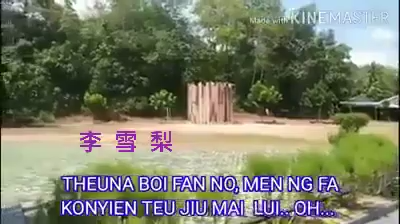 Made with KINEMASTER
李 雪 梨
THEUNA BOI FAN NO, MEN NG FA
KONYIEN TEU JIU MAI LUI.. OH...